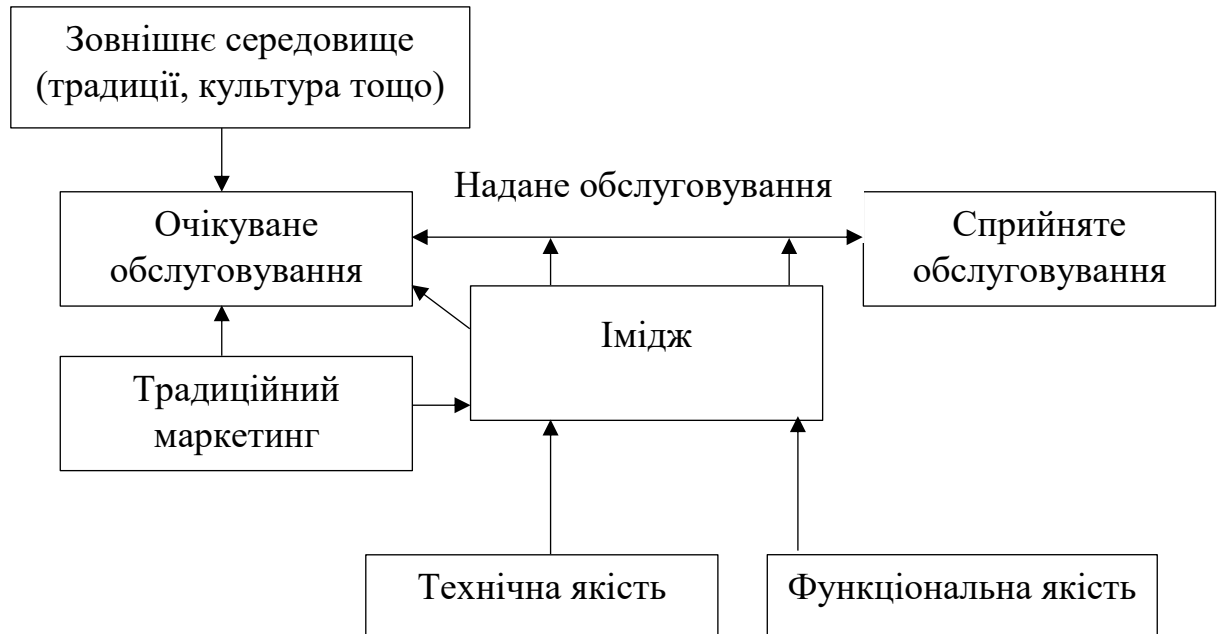 Зовнішнє середовище
(традиції, культура тощо)
Надане обслуговування
Очікуване
обслуговування
Сприйняте
обслуговування
Імідж
Традиційний
маркетинг
Технічна якість
Функціональна якість